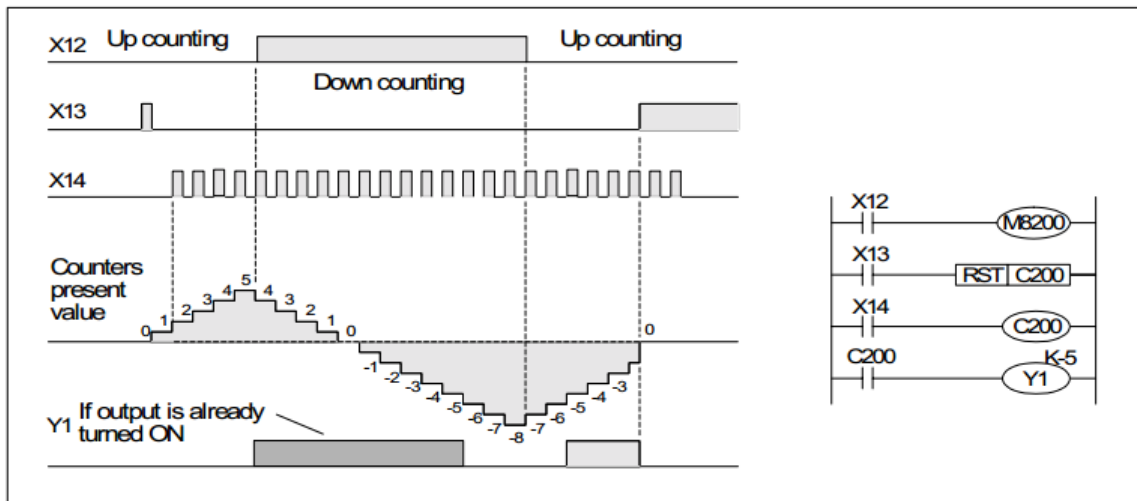 X12
Up counting
Up counting
Down counting
X13
X14
Counters
present
value
0
1
2
3
4
5
4
3
2
1
0
-1
-2
-3
-4
-5
-6
-7
-8
-7
-6
-5
-4
-3
0
If output is already
turned ON
Y1
X12
M8200
X13
RST C200
X14
C200
C200
K-5
Y1